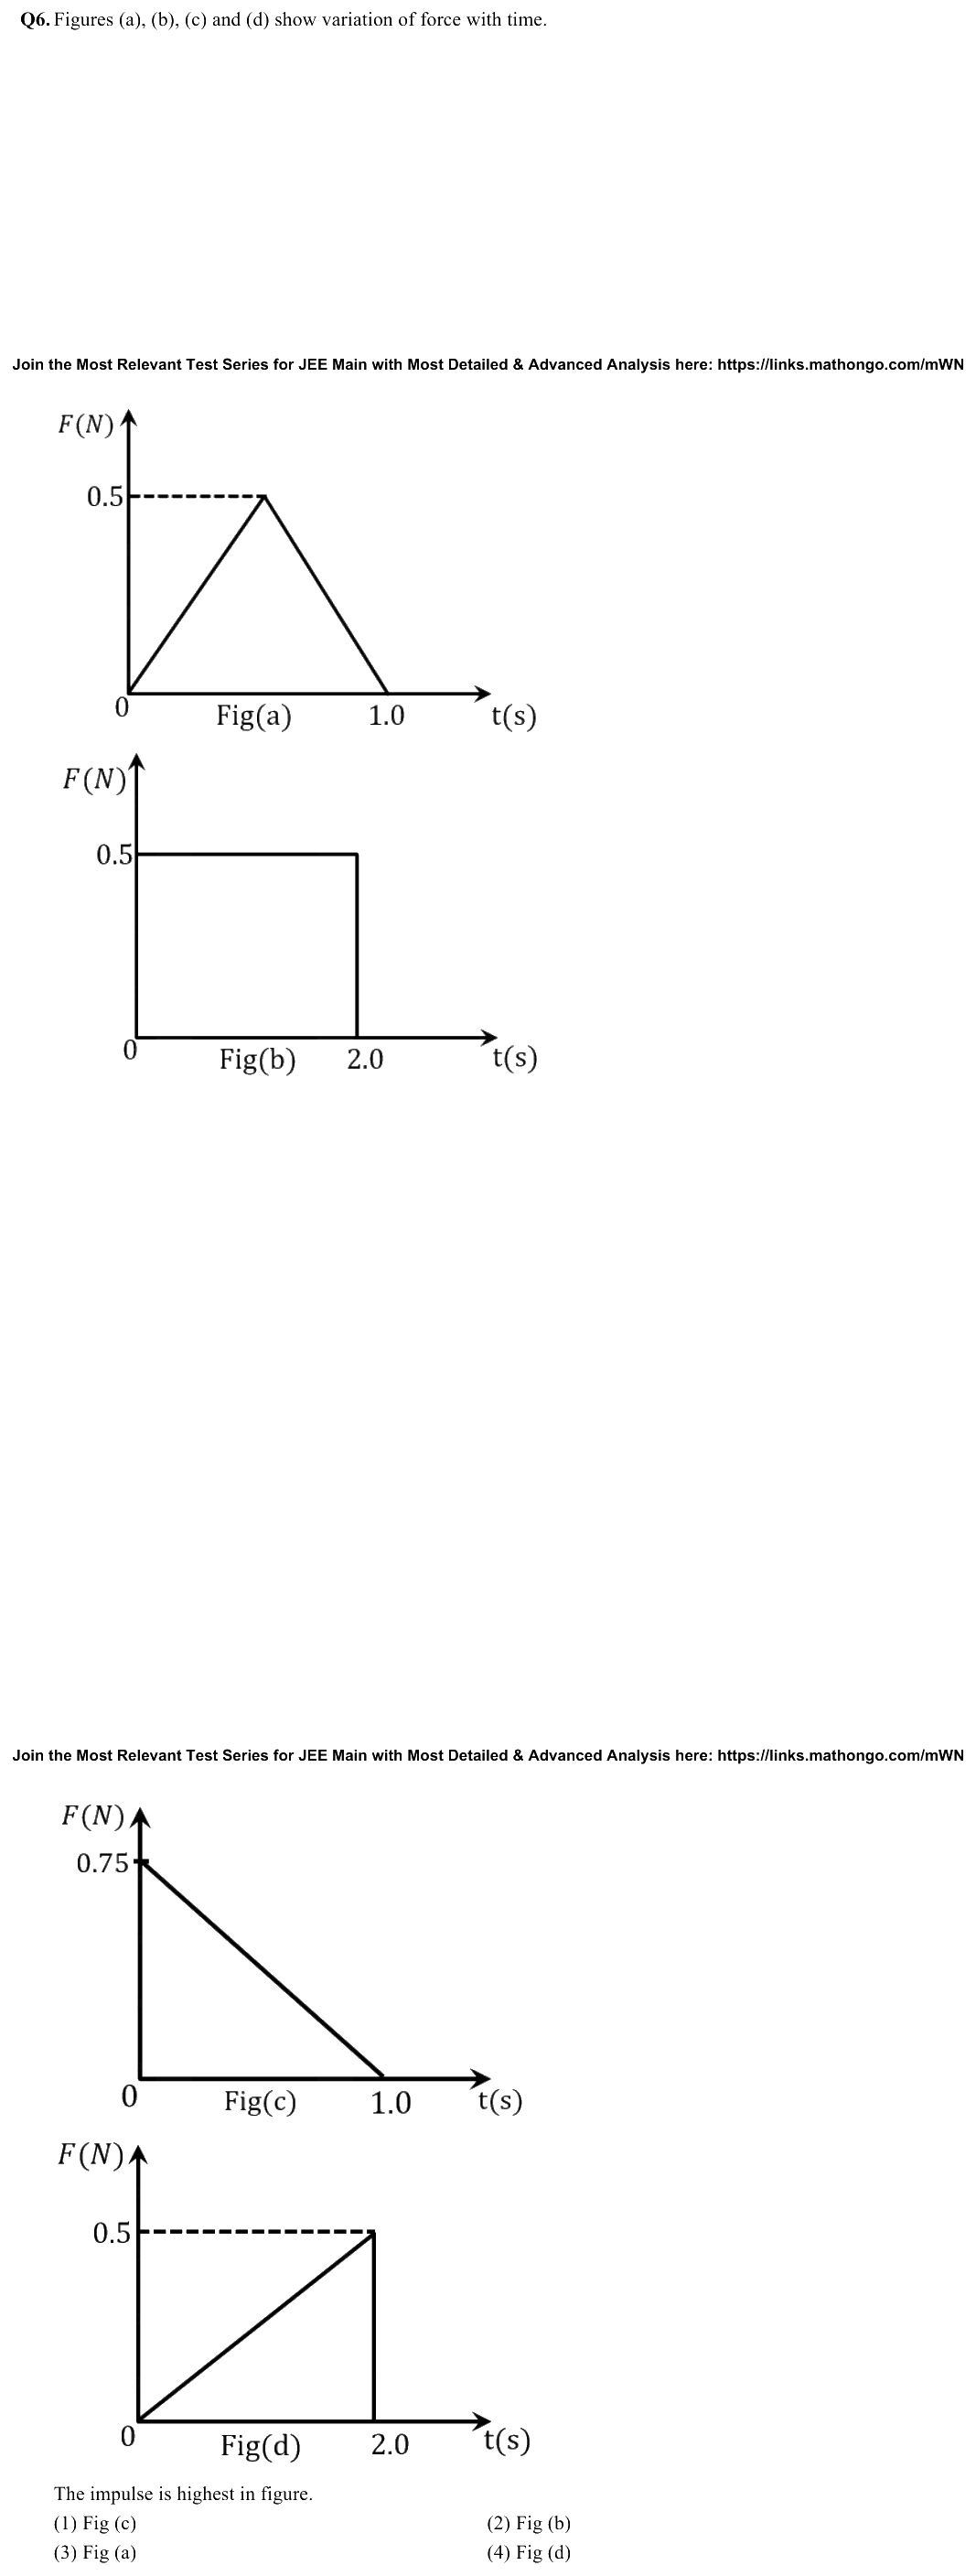 Q6. Figures (a), (b), (c) and (d) show variation of force with time.
Join the Most Relevant Test Series for JEE Main with Most Detailed & Advanced Analysis here: https://links.mathongo.com/mWN
F(N)
0.5
0
Fig(a)
1.0
t(s)
F(N)
0.5
0
Fig(b)
2.0
t(s)
Join the Most Relevant Test Series for JEE Main with Most Detailed & Advanced Analysis here: https://links.mathongo.com/mWN
F(N)
0.75
0
Fig(c)
1.0
t(s)
F(N)
0.5
0
Fig(d)
2.0
t(s)
The impulse is highest in figure.
(1) Fig (c) (2) Fig (b)
(3) Fig (a) (4) Fig (d)